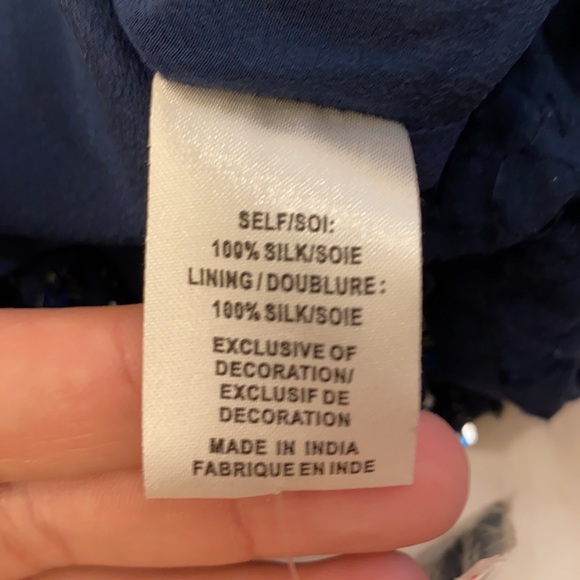 SELF/SOI:
100% SILK/SOIE
LINING/DOUBLURE:
100% SILK/SOIE
EXCLUSIVE OF
DECORATION/
EXCLUSIF DE
DECORATION
MADE IN INDIA
FABRIQUE EN INDE